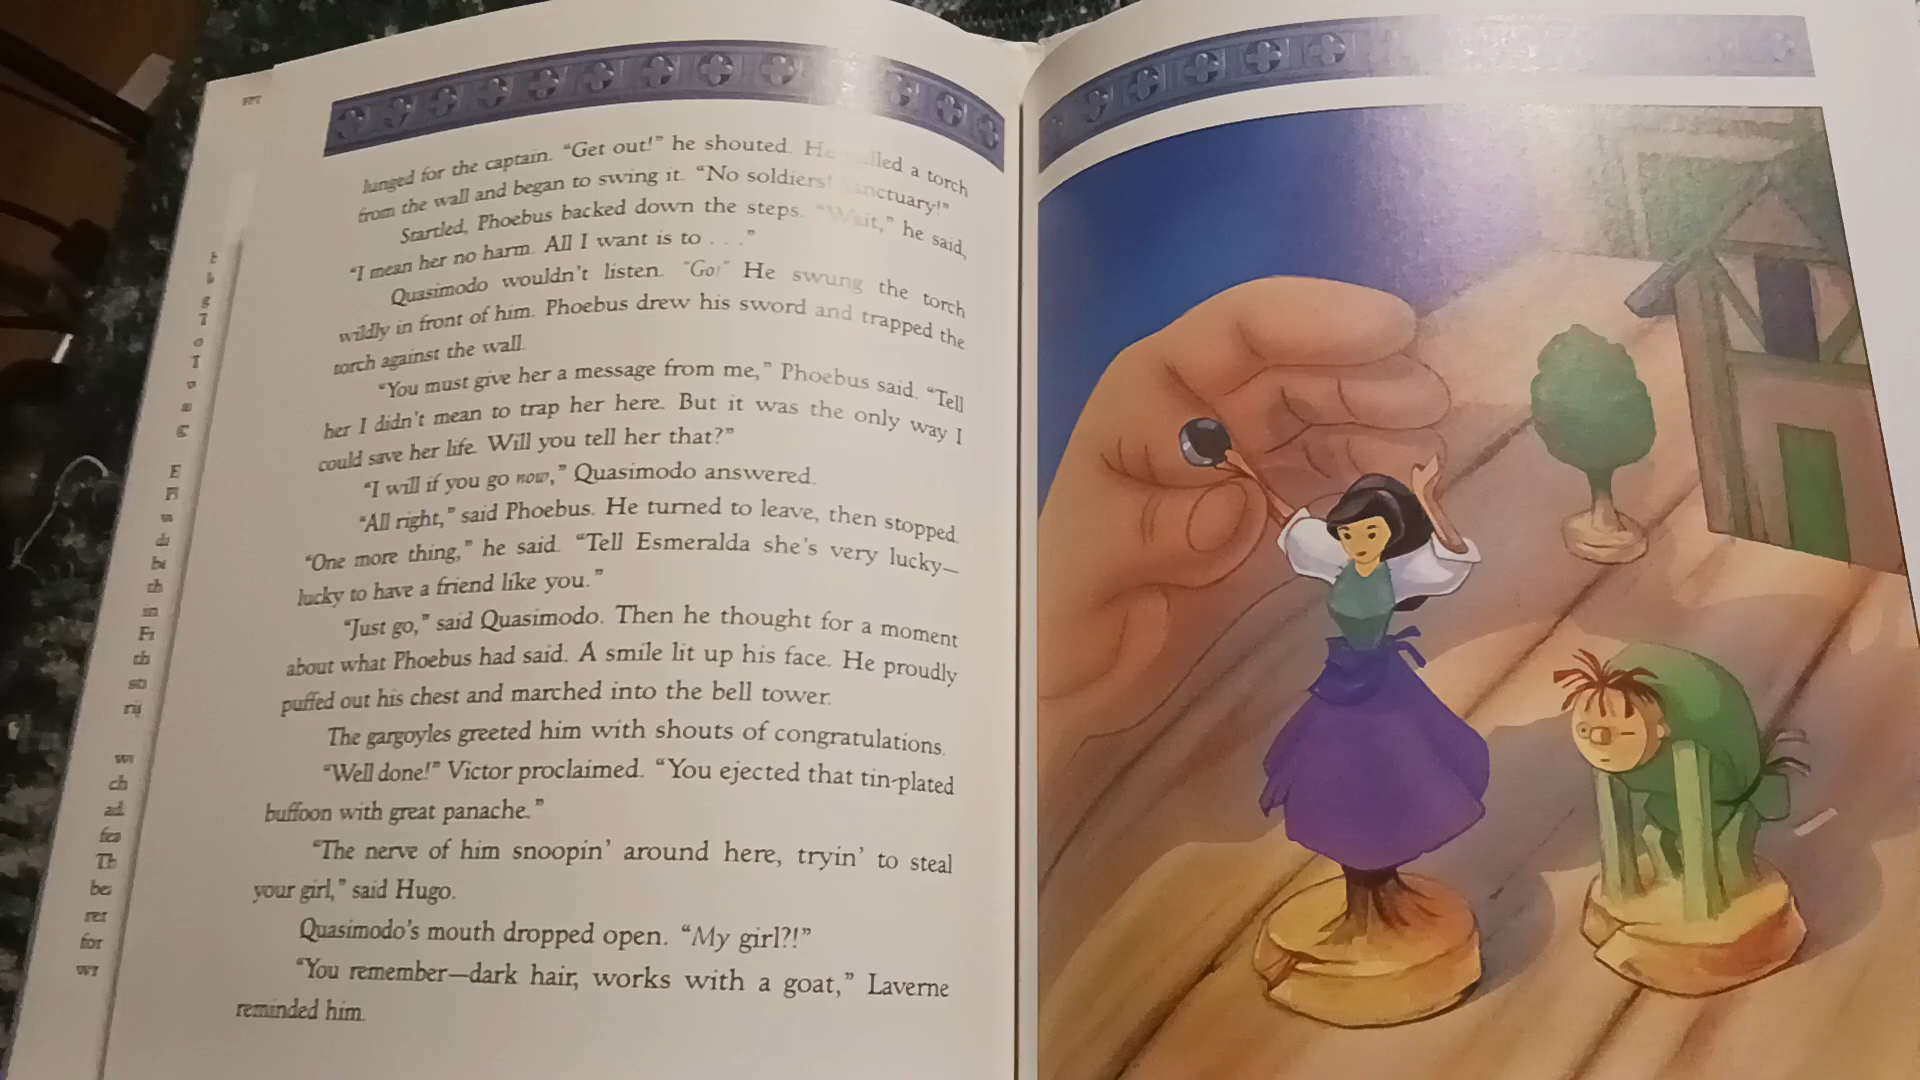 lunged for the captain. “Get out!” he shouted. He a torch
from the wall and began to swing it. “No soldiers! Sanctuary!”
Startled, Phoebus backed down the steps. “Wait,” he said,
“I mean her no harm. All I want is to . . .”
Quasimodo wouldn’t listen. “Go!” He swung the torch
wildly in front of him. Phoebus drew his sword and trapped the
torch against the wall.
“You must give her a message from me,” Phoebus said. “Tell
her I didn’t mean to trap her here. But it was the only way I
could save her life. Will you tell her that?”
“I will if you go now,” Quasimodo answered.
“All right,” said Phoebus. He turned to leave, then stopped.
“One more thing,” he said. “Tell Esmeralda she’s very lucky—
lucky to have a friend like you.”
“Just go,” said Quasimodo. Then he thought for a moment
about what Phoebus had said. A smile lit up his face. He proudly
puffed out his chest and marched into the bell tower.
The gargoyles greeted him with shouts of congratulations.
“Well done!” Victor proclaimed. “You ejected that tin-plated
buffoon with great panache.”
“The nerve of him snoopin’ around here, tryin’ to steal
your girl,” said Hugo.
Quasimodo’s mouth dropped open. “My girl?!”
“You remember—dark hair, works with a goat,” Laverne
reminded him.